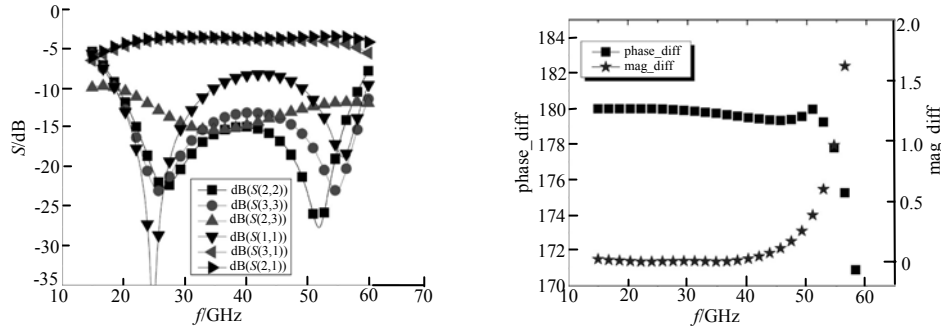 0
-5
-10
-15
-20
-25
-30
-35
S/dB
dB(S(2,2))
dB(S(3,3))
dB(S(2,3))
dB(S(1,1))
dB(S(3,1))
dB(S(2,1))
10 20 30 40 50 60 70
f/GHz
184
182
180
178
176
174
172
170
phase_diff
phase_diff
mag_diff
2.0
1.5
1.0
0.5
0
mag_diff
10 20 30 40 50 60
f/GHz